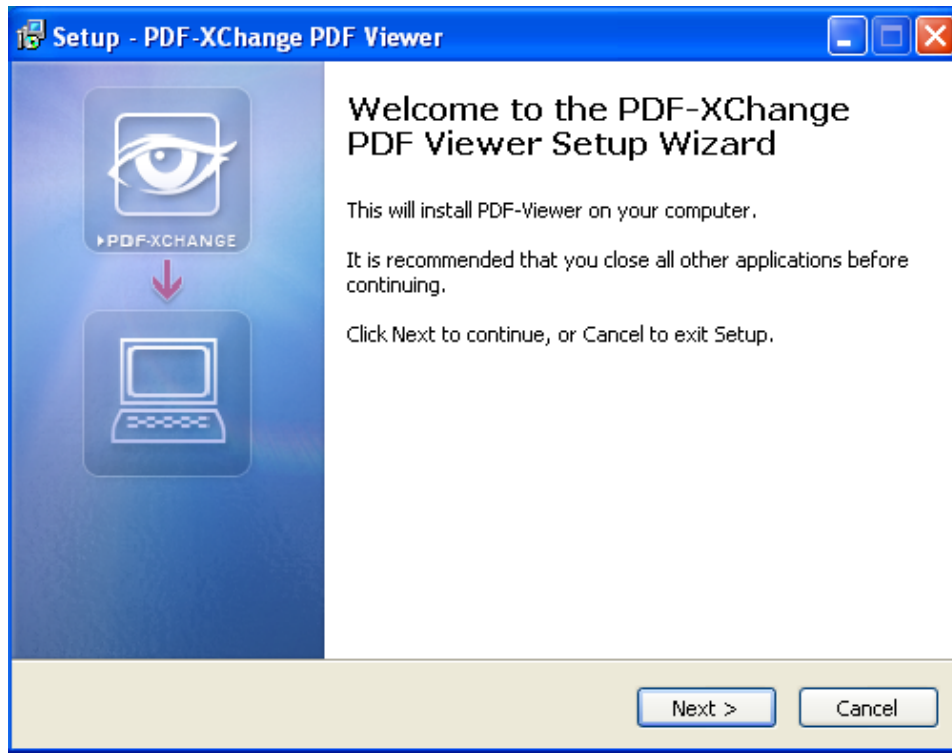 Setup - PDF-XChange PDF Viewer
Welcome to the PDF-XChange
PDF Viewer Setup Wizard
This will install PDF-Viewer on your computer.
It is recommended that you close all other applications before
continuing.
Click Next to continue, or Cancel to exit Setup.
PDF-XCHANGE
Next >
Cancel